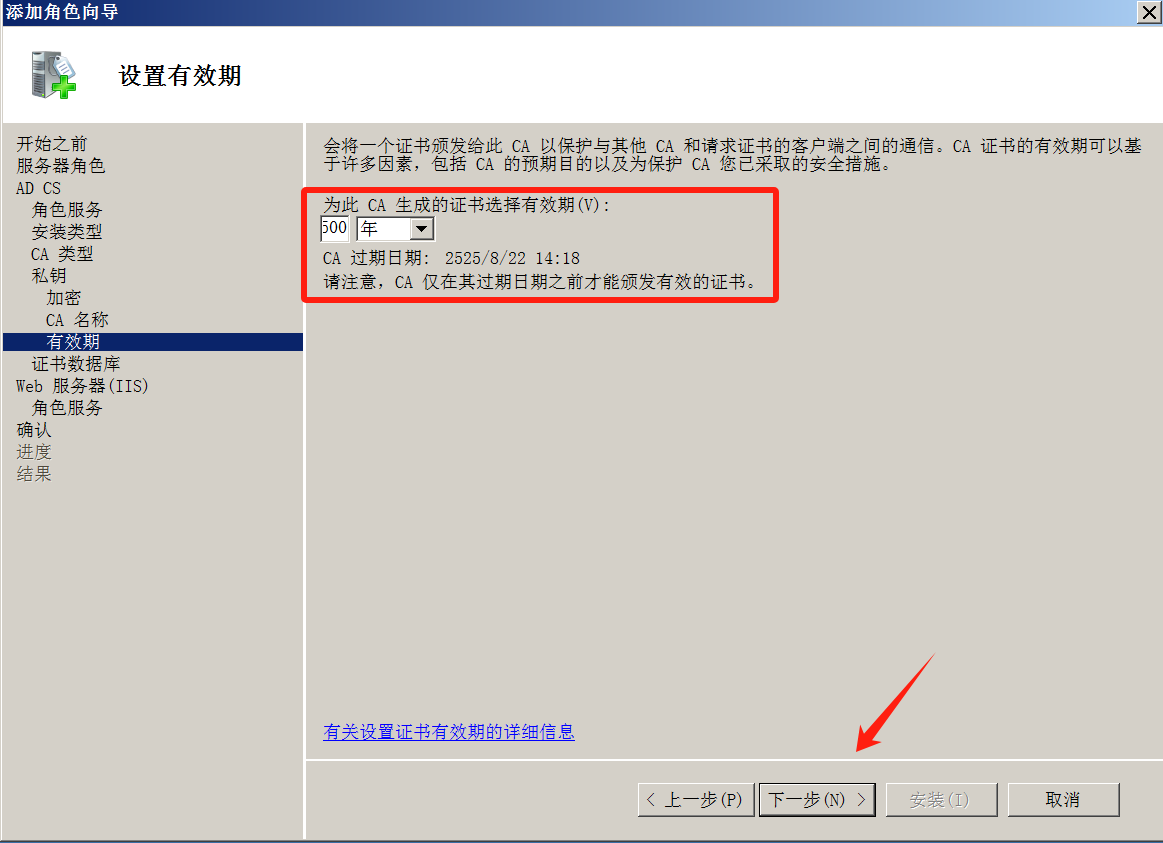 添加角色向导
设置有效期
开始之前
服务器角色
AD CS
角色服务
安装类型
CA 类型
私钥
加密
CA 名称
有效期
证书数据库
Web 服务器(IIS)
角色服务
确认
进度
结果
会将一个证书颁发给此 CA 以保护与其他 CA 和请求证书的客户端之间的通信。CA 证书的有效期可以基
于许多因素，包括 CA 的预期目的以及为保护 CA 您已采取的安全措施。
为此 CA 生成的证书选择有效期(V):
500 年
CA 过期日期: 2525/8/22 14:18
请注意，CA 仅在其过期日期之前才能颁发有效的证书。
有关设置证书有效期的详细信息
< 上一步(P) 下一步(N) > 安装(I) 取消